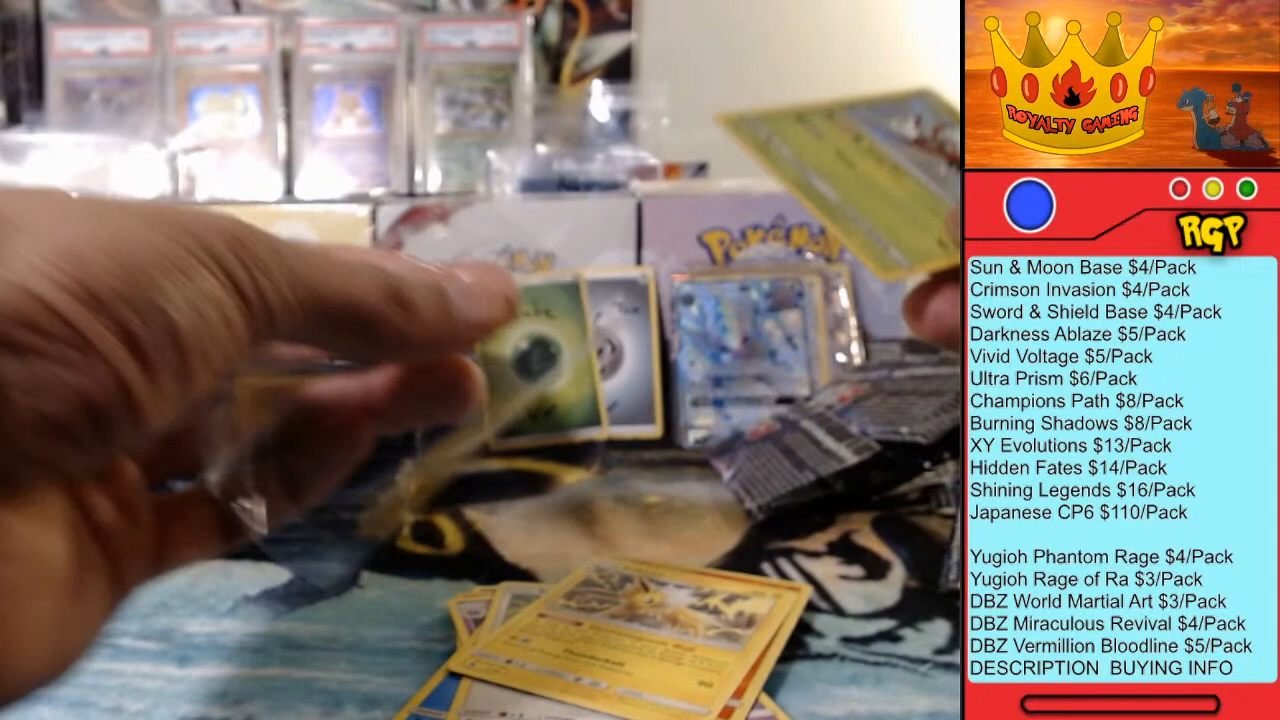 ROYALTY GAMING
RGP
Sun & Moon Base $4/Pack
Crimson Invasion $4/Pack
Sword & Shield Base $4/Pack
Darkness Ablaze $5/Pack
Vivid Voltage $5/Pack
Ultra Prism $6/Pack
Champions Path $8/Pack
Burning Shadows $8/Pack
XY Evolutions $13/Pack
Hidden Fates $14/Pack
Shining Legends $16/Pack
Japanese CP6 $110/Pack
Yugioh Phantom Rage $4/Pack
Yugioh Rage of Ra $3/Pack
DBZ World Martial Art $3/Pack
DBZ Miraculous Revival $4/Pack
DBZ Vermillion Bloodline $5/Pack
DESCRIPTION BUYING INFO
POKéMON
90